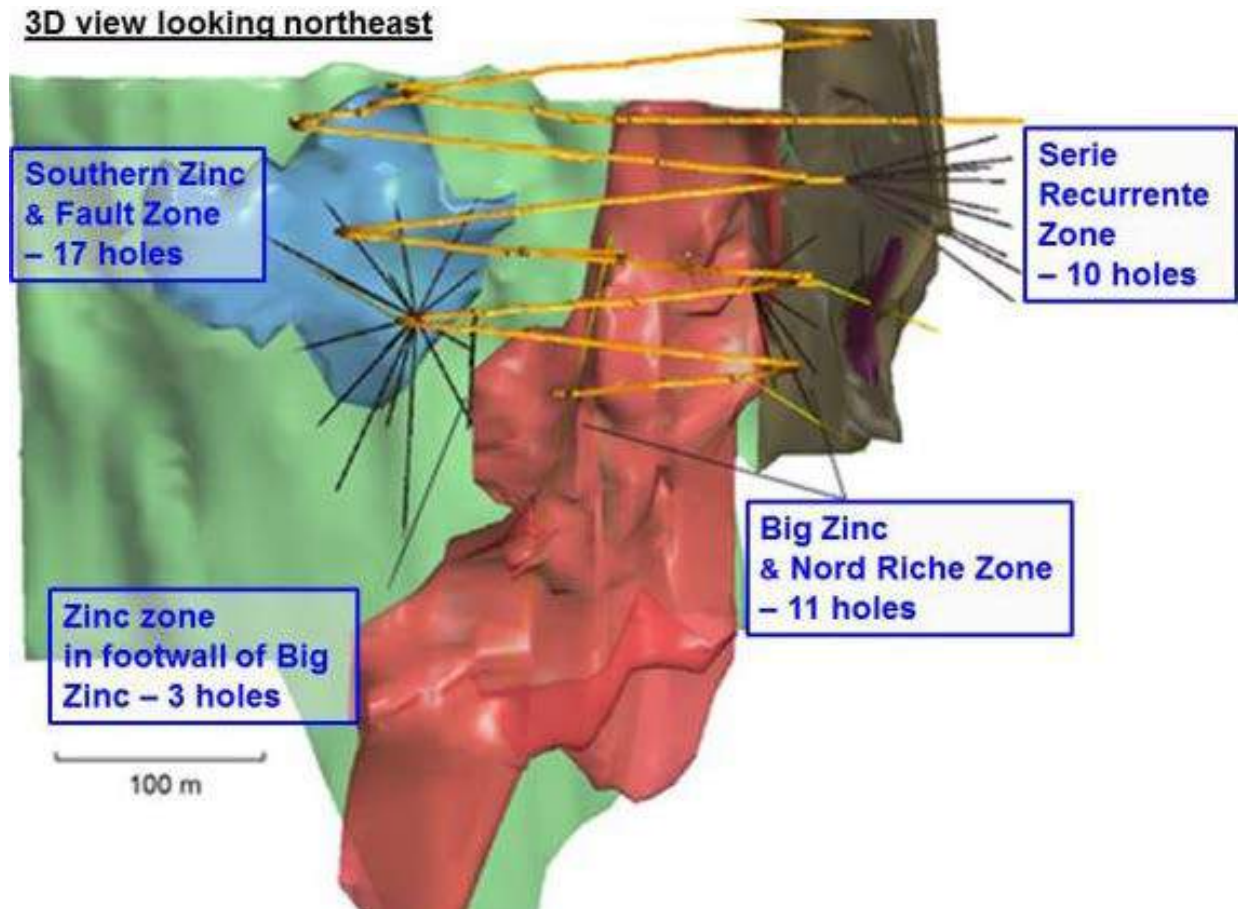 3D view looking northeast
Southern Zinc
& Fault Zone
– 17 holes
Serie
Recurrente
Zone
– 10 holes
Big Zinc
& Nord Riche Zone
– 11 holes
Zinc zone
in footwall of Big
Zinc – 3 holes
100 m